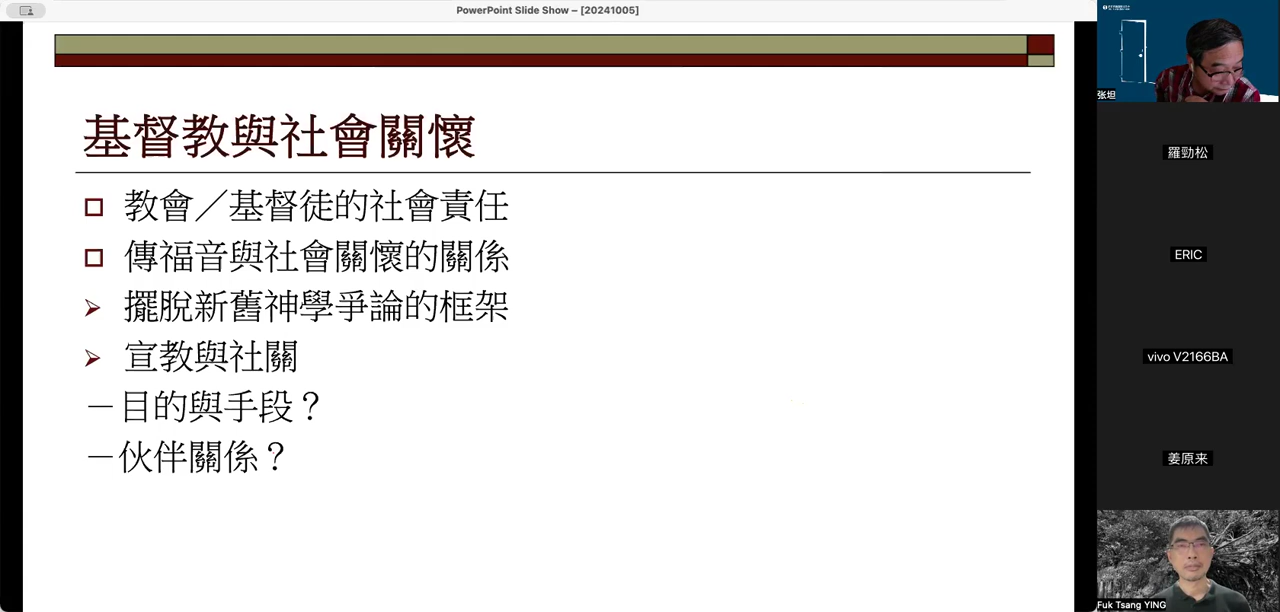 PowerPoint Slide Show – [20241005]
基督教與社會關懷
教會／基督徒的社會責任
傳福音與社會關懷的關係
擺脫新舊神學爭論的框架
宣教與社關
－目的與手段？
－伙伴關係？
张坦
羅勁松
ERIC
vivo V2166BA
姜原来
Fuk Tsang YING